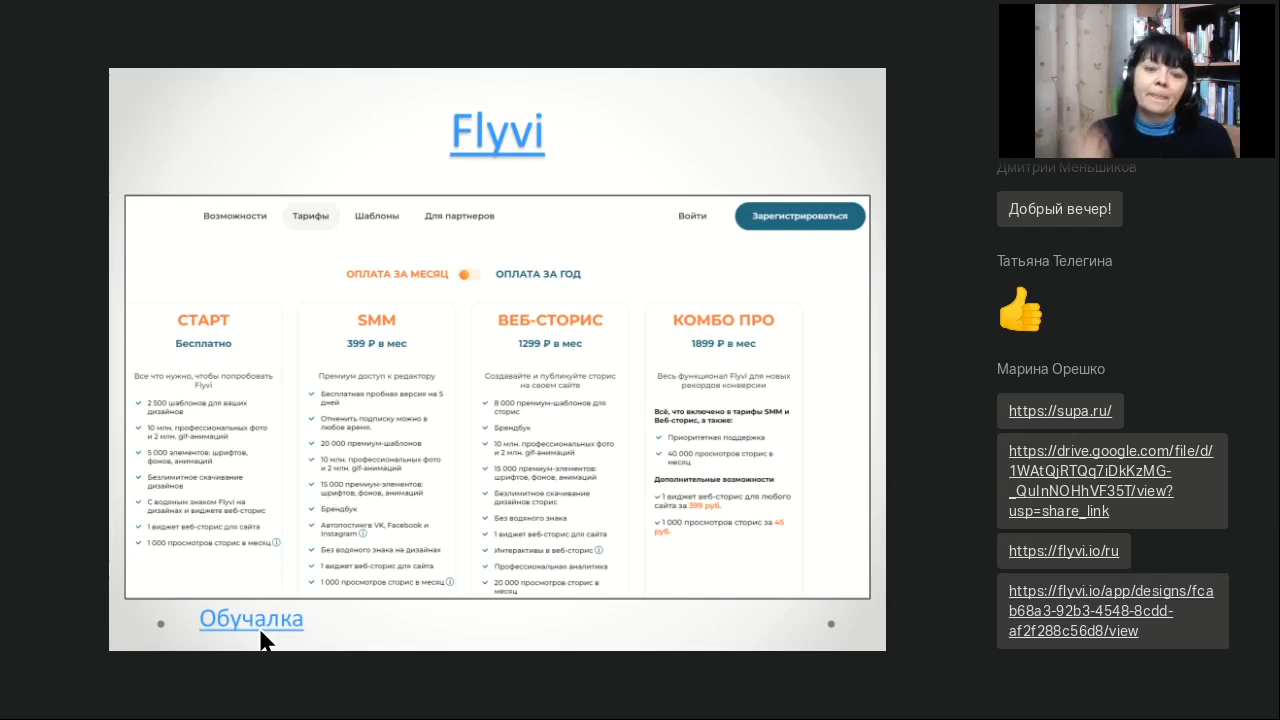 Flyvi
Возможности
Тарифы
Шаблоны
Для партнеров
Войти
Зарегистрироваться
ОПЛАТА ЗА МЕСЯЦ
ОПЛАТА ЗА ГОД
СТАРТ
Бесплатно
Все что нужно, чтобы попробовать
Flyvi
2 500 шаблонов для ваших
дизайнов
10 млн. профессиональных фото
и 2 млн. gif-анимаций
5 000 элементов: шрифтов,
фонов, анимаций
Безлимитное скачивание
дизайнов
С водяным знаком Flyvi на
дизайнах и виджете веб-сторис
1 виджет веб-сторис для сайта
1 000 просмотров сторис в месяц
SMM
399 ₽ в мес
Премиум доступ к редактору
Бесплатная пробная версия на 5
дней
Отменить подписку можно в
любое время.
20 000 премиум-шаблонов
10 млн. профессиональных фото
и 2 млн. gif-анимаций
15 000 премиум-элементов:
шрифтов, фонов, анимаций
Брендбук
Автопостинг в VK, Facebook и
Instagram
Без водяного знака на дизайнах
1 виджет веб-сторис для сайта
1 000 просмотров сторис в месяц
ВЕБ-СТОРИС
1299 ₽ в мес
Создавайте и публикуйте сторис
на своем сайте
8 000 премиум-шаблонов для
сторис
Брендбук
10 млн. профессиональных фото
и 2 млн. gif-анимаций
15 000 премиум-элементов:
шрифтов, фонов, анимаций
Безлимитное скачивание
дизайнов сторис
Без водяного знака
1 виджет веб-сторис для сайта
Интерактивы в веб-сторис
Профессиональная аналитика
20 000 просмотров сторис в
месяц
КОМБО ПРО
1899 ₽ в мес
Весь функционал Flyvi для новых
рекордов конверсии
Всё, что включено в тарифы SMM и
Веб-сторис, а также:
Приоритетная поддержка
40 000 просмотров сторис в
месяц
Дополнительные возможности
1 виджет веб-сторис для любого
сайта за 399 руб.
1 000 просмотров сторис за 45
руб.
Обучалка
Дмитрий Меньшиков
Добрый вечер!
Татьяна Телегина
Марина Орешко
https://supa.ru/
https://drive.google.com/file/d/
1WAtQjRTQq7jDkKzMG-
_QuInNOHhVF35T/view?
usp=share_link
https://flyvi.io/ru
https://flyvi.io/app/designs/fca
b68a3-92b3-4548-8cdd-
af2f288c56d8/view